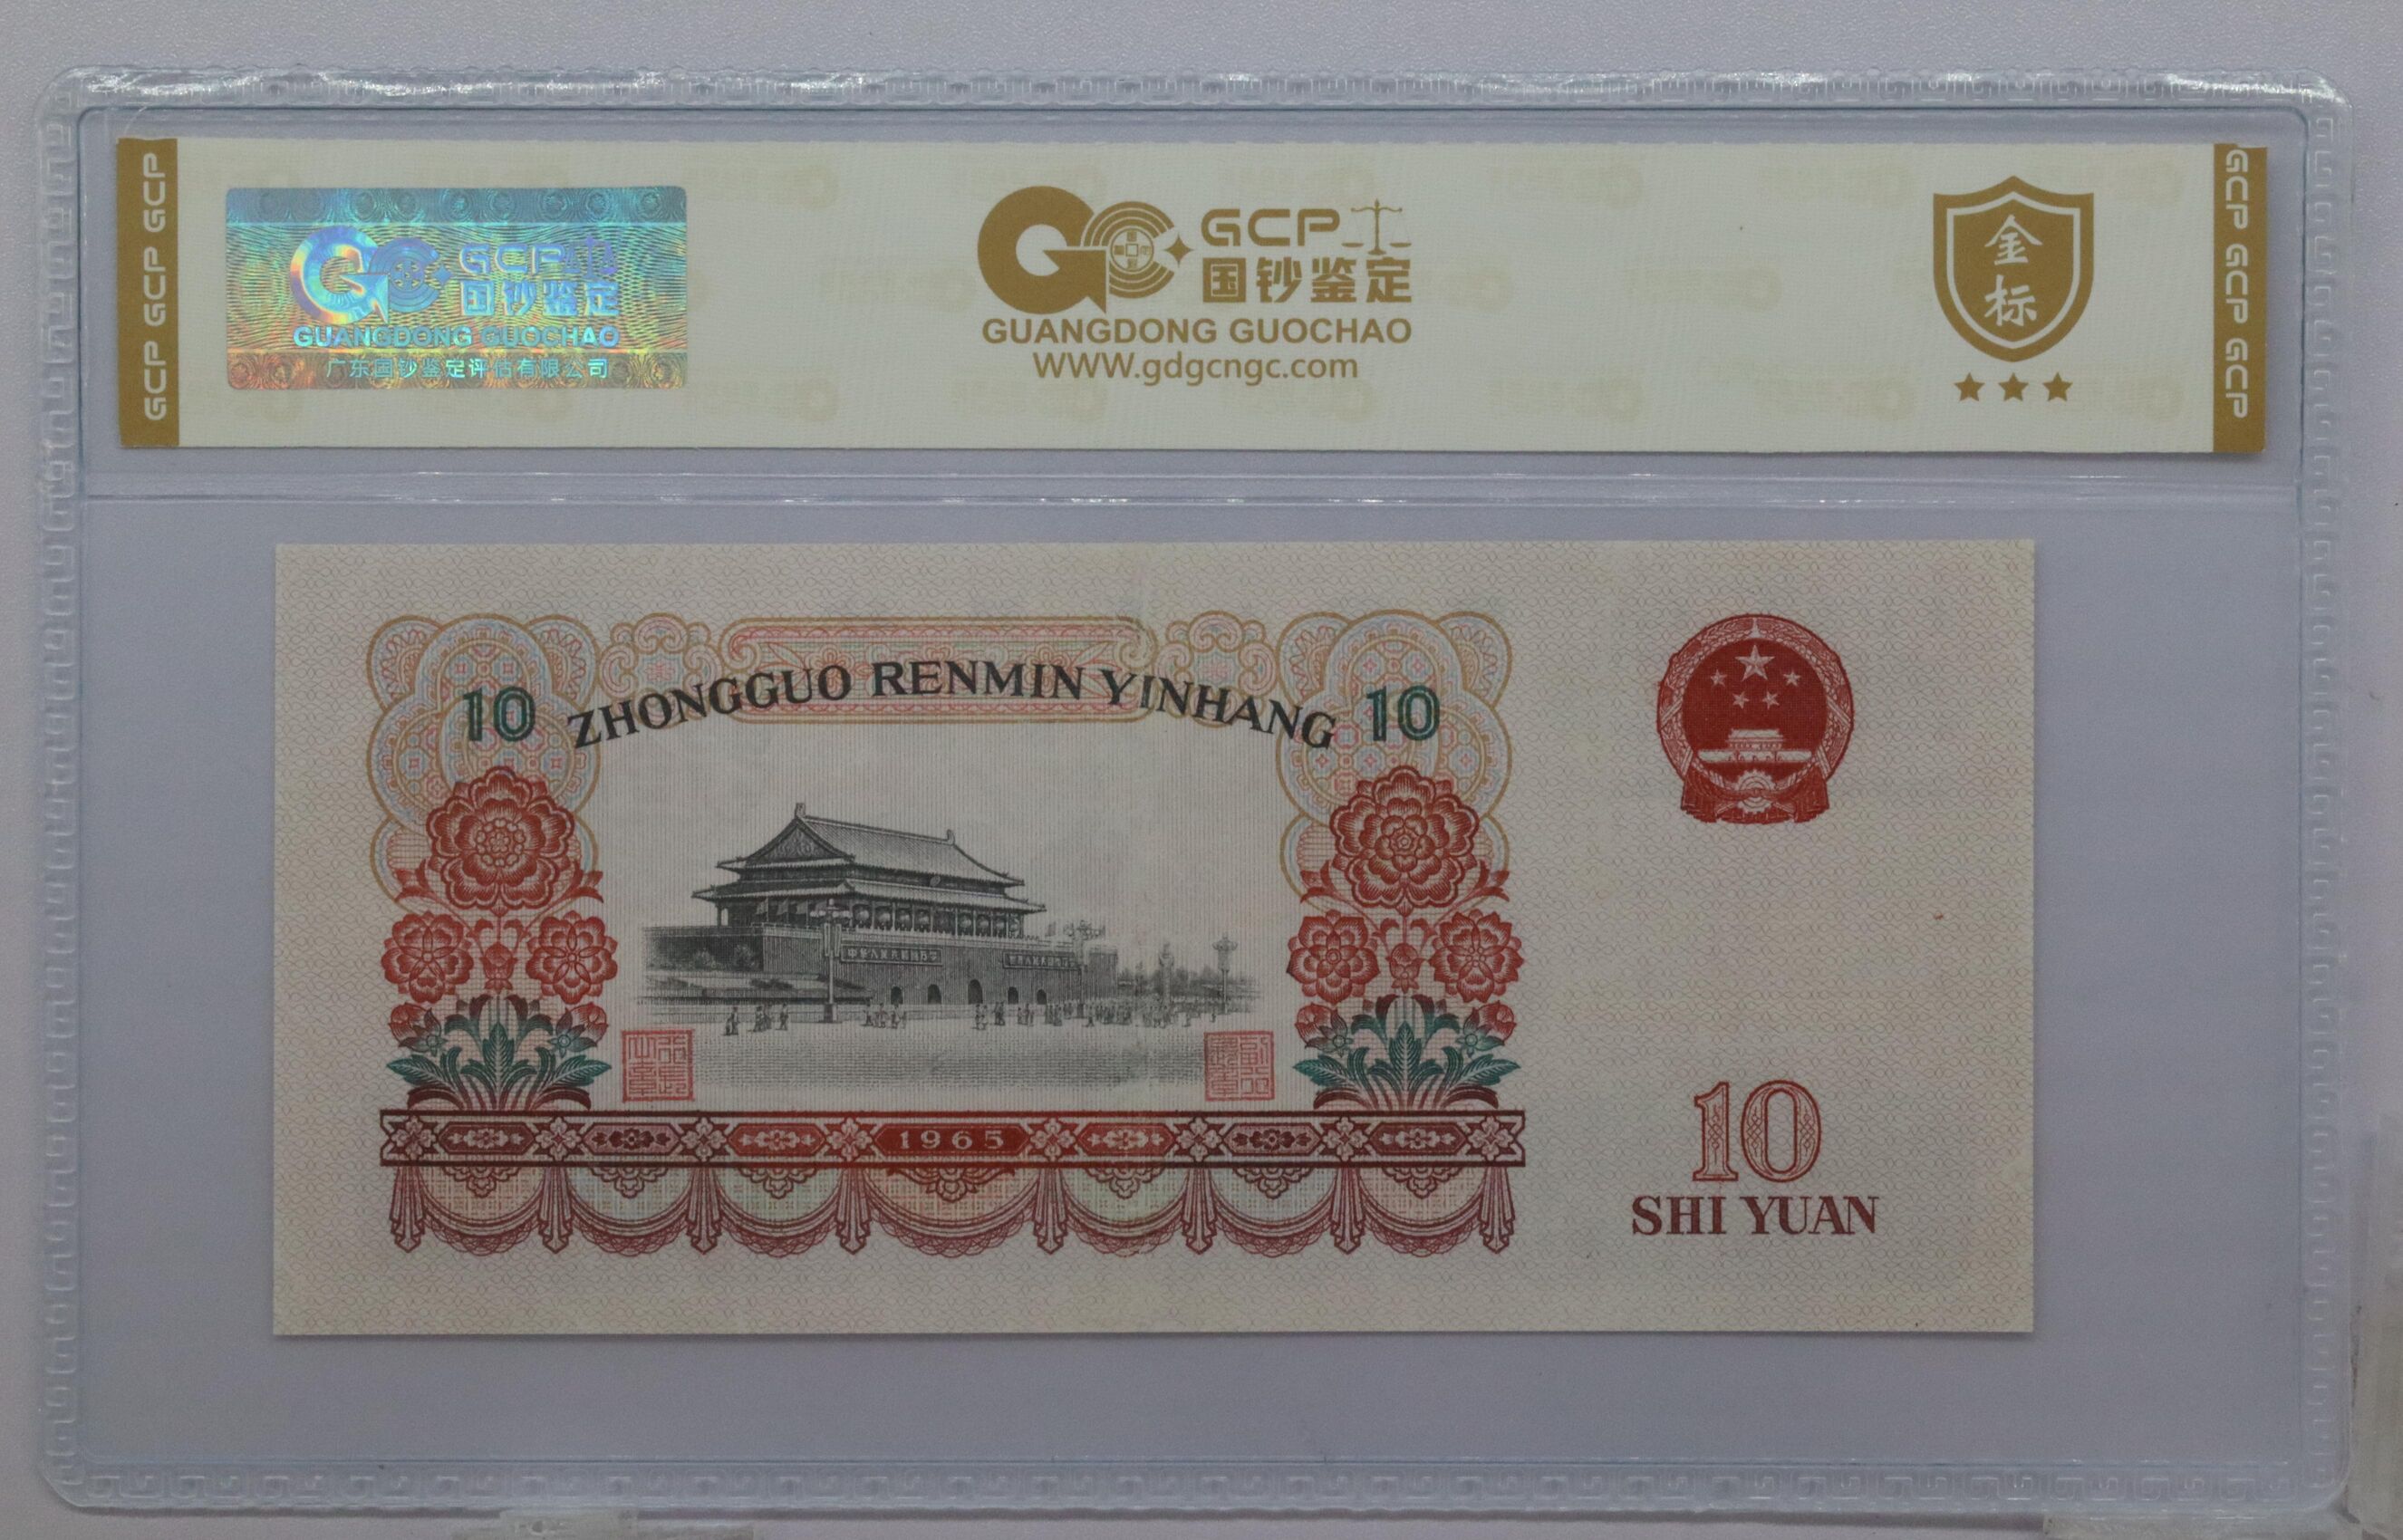 GCP GCP GCP
GCP 国钞鉴定
GUANGDONG GUOCHAO
广东国钞鉴定评估有限公司
GCP
国钞鉴定
GUANGDONG GUOCHAO
WWW.gdgcngc.com
金
标
GCP GCP GCP
10 ZHONGGUO RENMIN YINHANG 10
1965
10
SHI YUAN